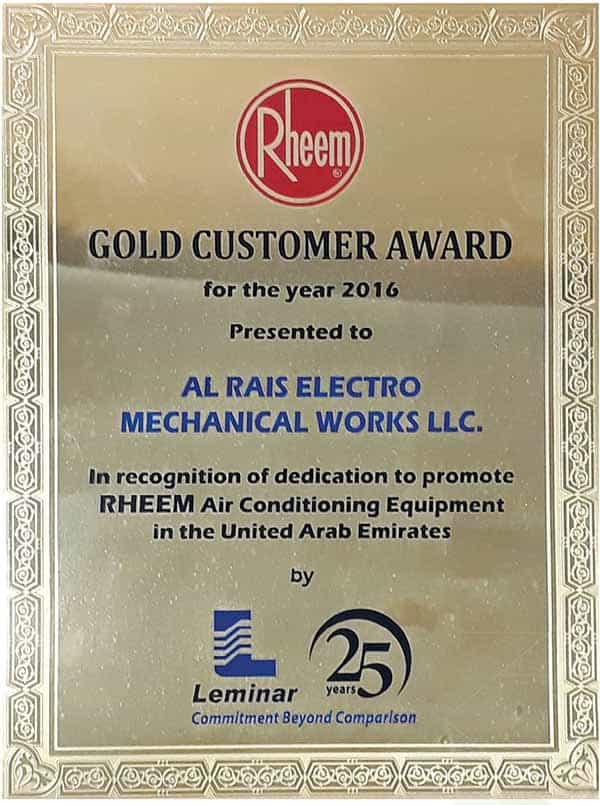 Rheem®
GOLD CUSTOMER AWARD
for the year 2016
Presented to
AL RAIS ELECTRO
MECHANICAL WORKS LLC.
In recognition of dedication to promote
RHEEM Air Conditioning Equipment
in the United Arab Emirates
by
Leminar
25 years
Commitment Beyond Comparison